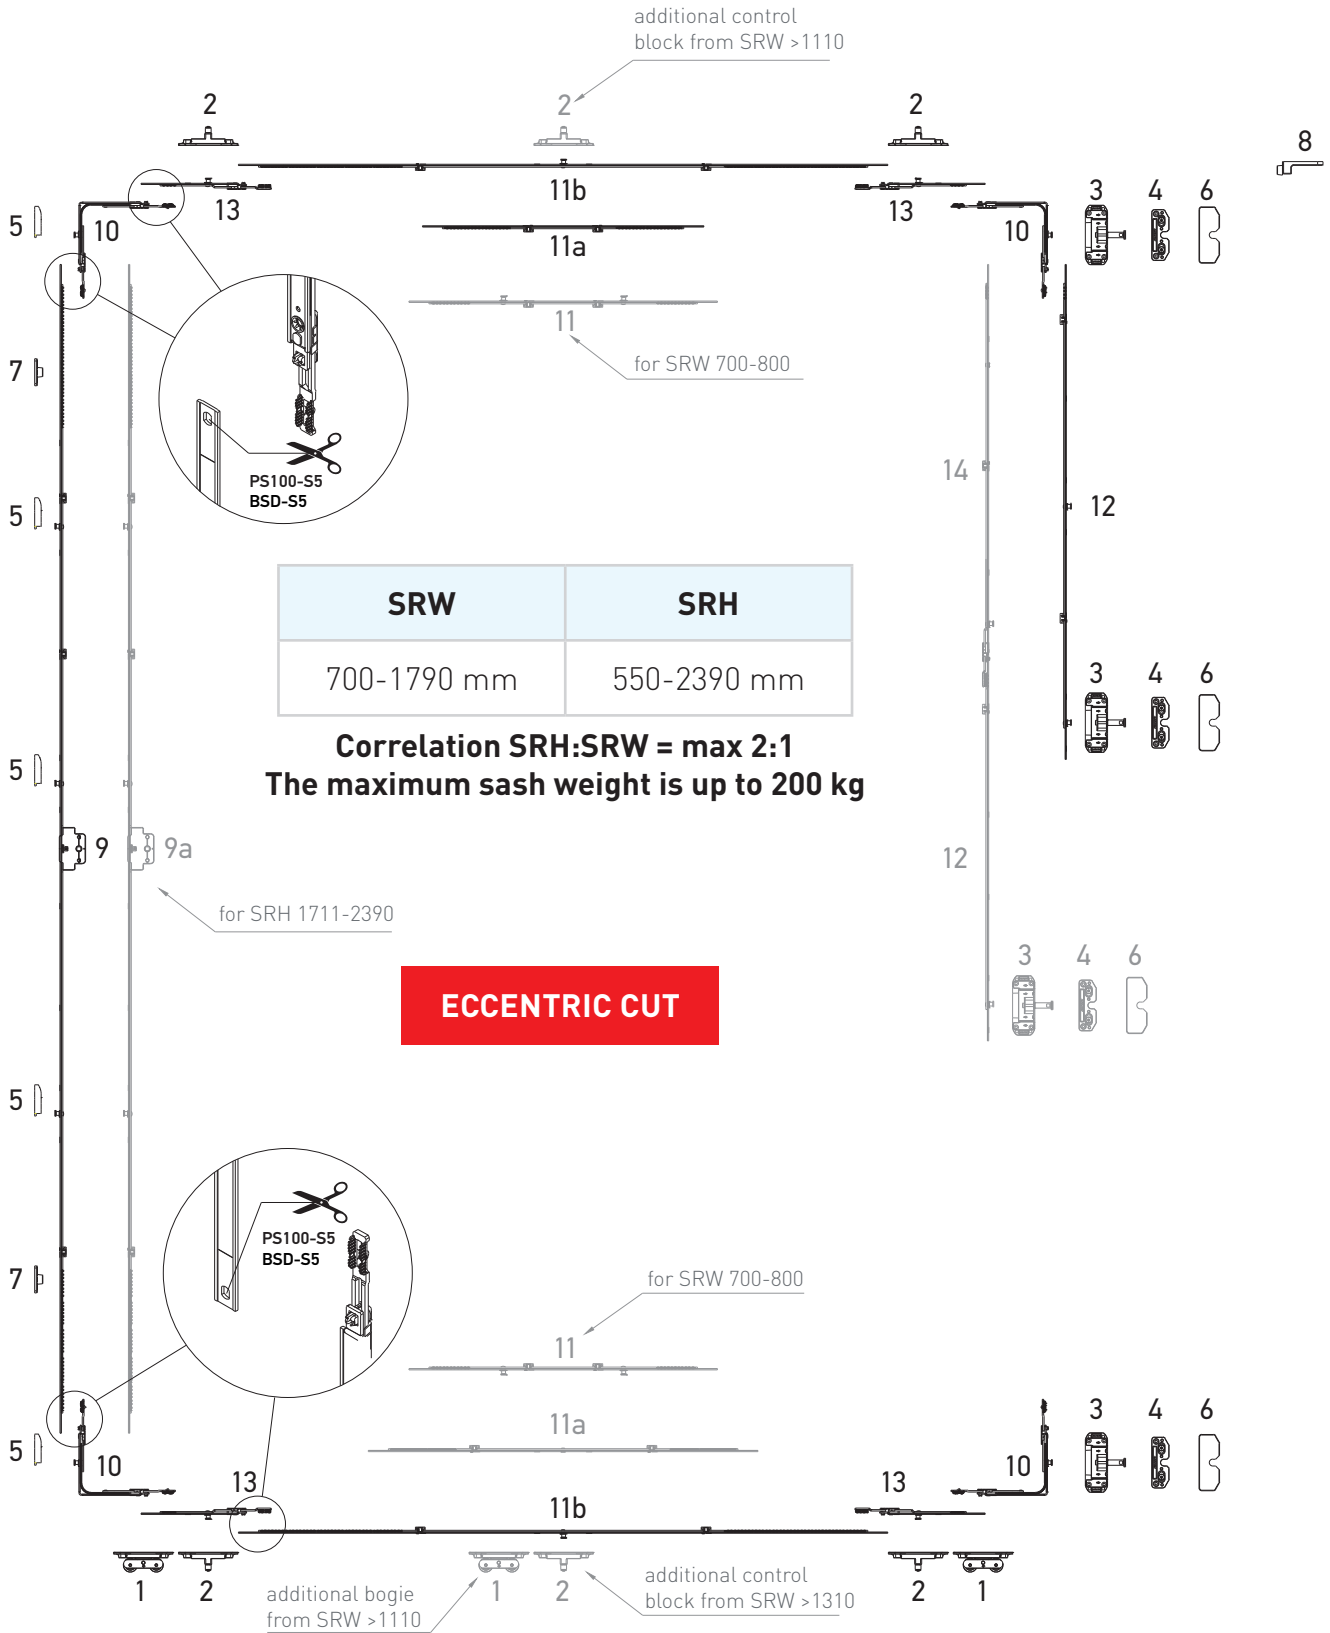 additional control
block from SRW >1110
2 2 2
8
11b
3 4 6
13 13
5 10 10
11a
11
for SRW 700-800
7
PS100-S5
BSD-S5
14
5 12
SRW SRH
700-1790 mm 550-2390 mm
3 4 6
Correlation SRH:SRW = max 2:1
The maximum sash weight is up to 200 kg
5
9 9a 12
for SRH 1711-2390
3 4 6
ECCENTRIC CUT
5
PS100-S5
BSD-S5
7
for SRW 700-800
11
11a
3 4 6
5 10 10
13 13
11b
1 2 1 2 2 1
additional bogie
from SRW >1110
additional control
block from SRW >1310